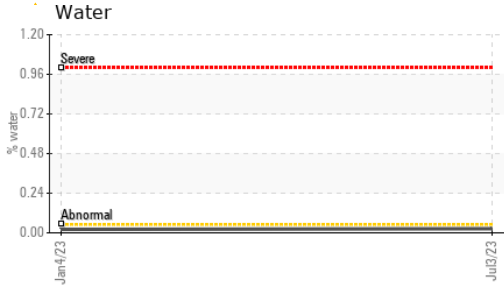 Water
1.20
Severe
0.96
0.72
% water
0.48
0.24
Abnormal
0.00
Jan4/23
Jul3/23